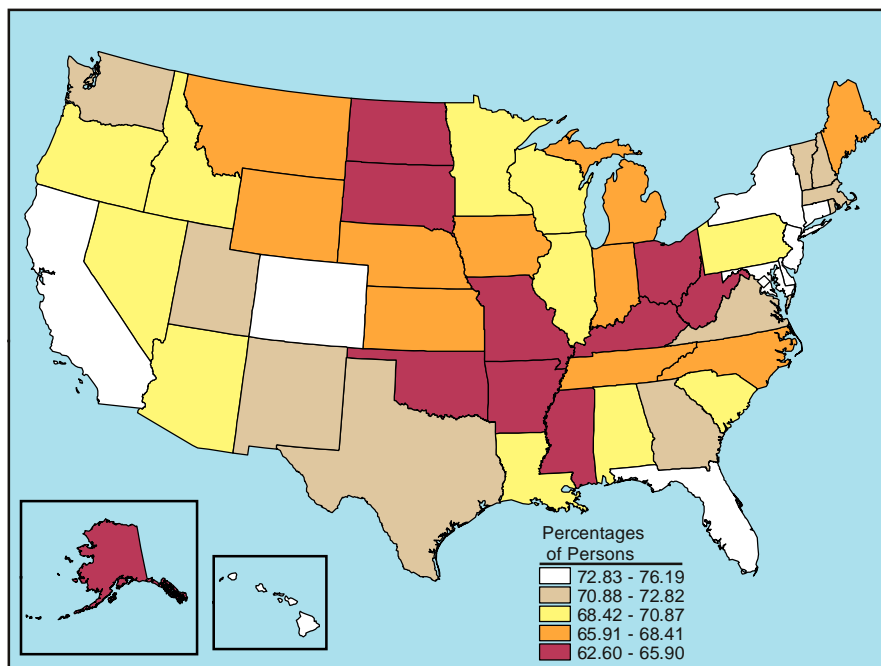 Percentages
of Persons
72.83 - 76.19
70.88 - 72.82
68.42 - 70.87
65.91 - 68.41
62.60 - 65.90